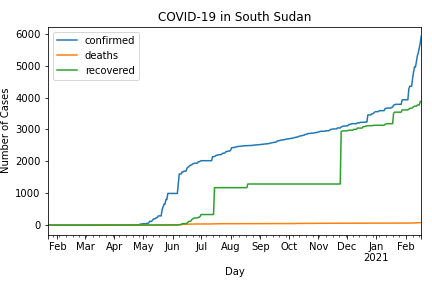 COVID-19 in South Sudan
confirmed
deaths
recovered
Number of Cases
6000
5000
4000
3000
2000
1000
0
Feb Mar Apr May Jun Jul Aug Sep Oct Nov Dec Jan Feb
2021
Day